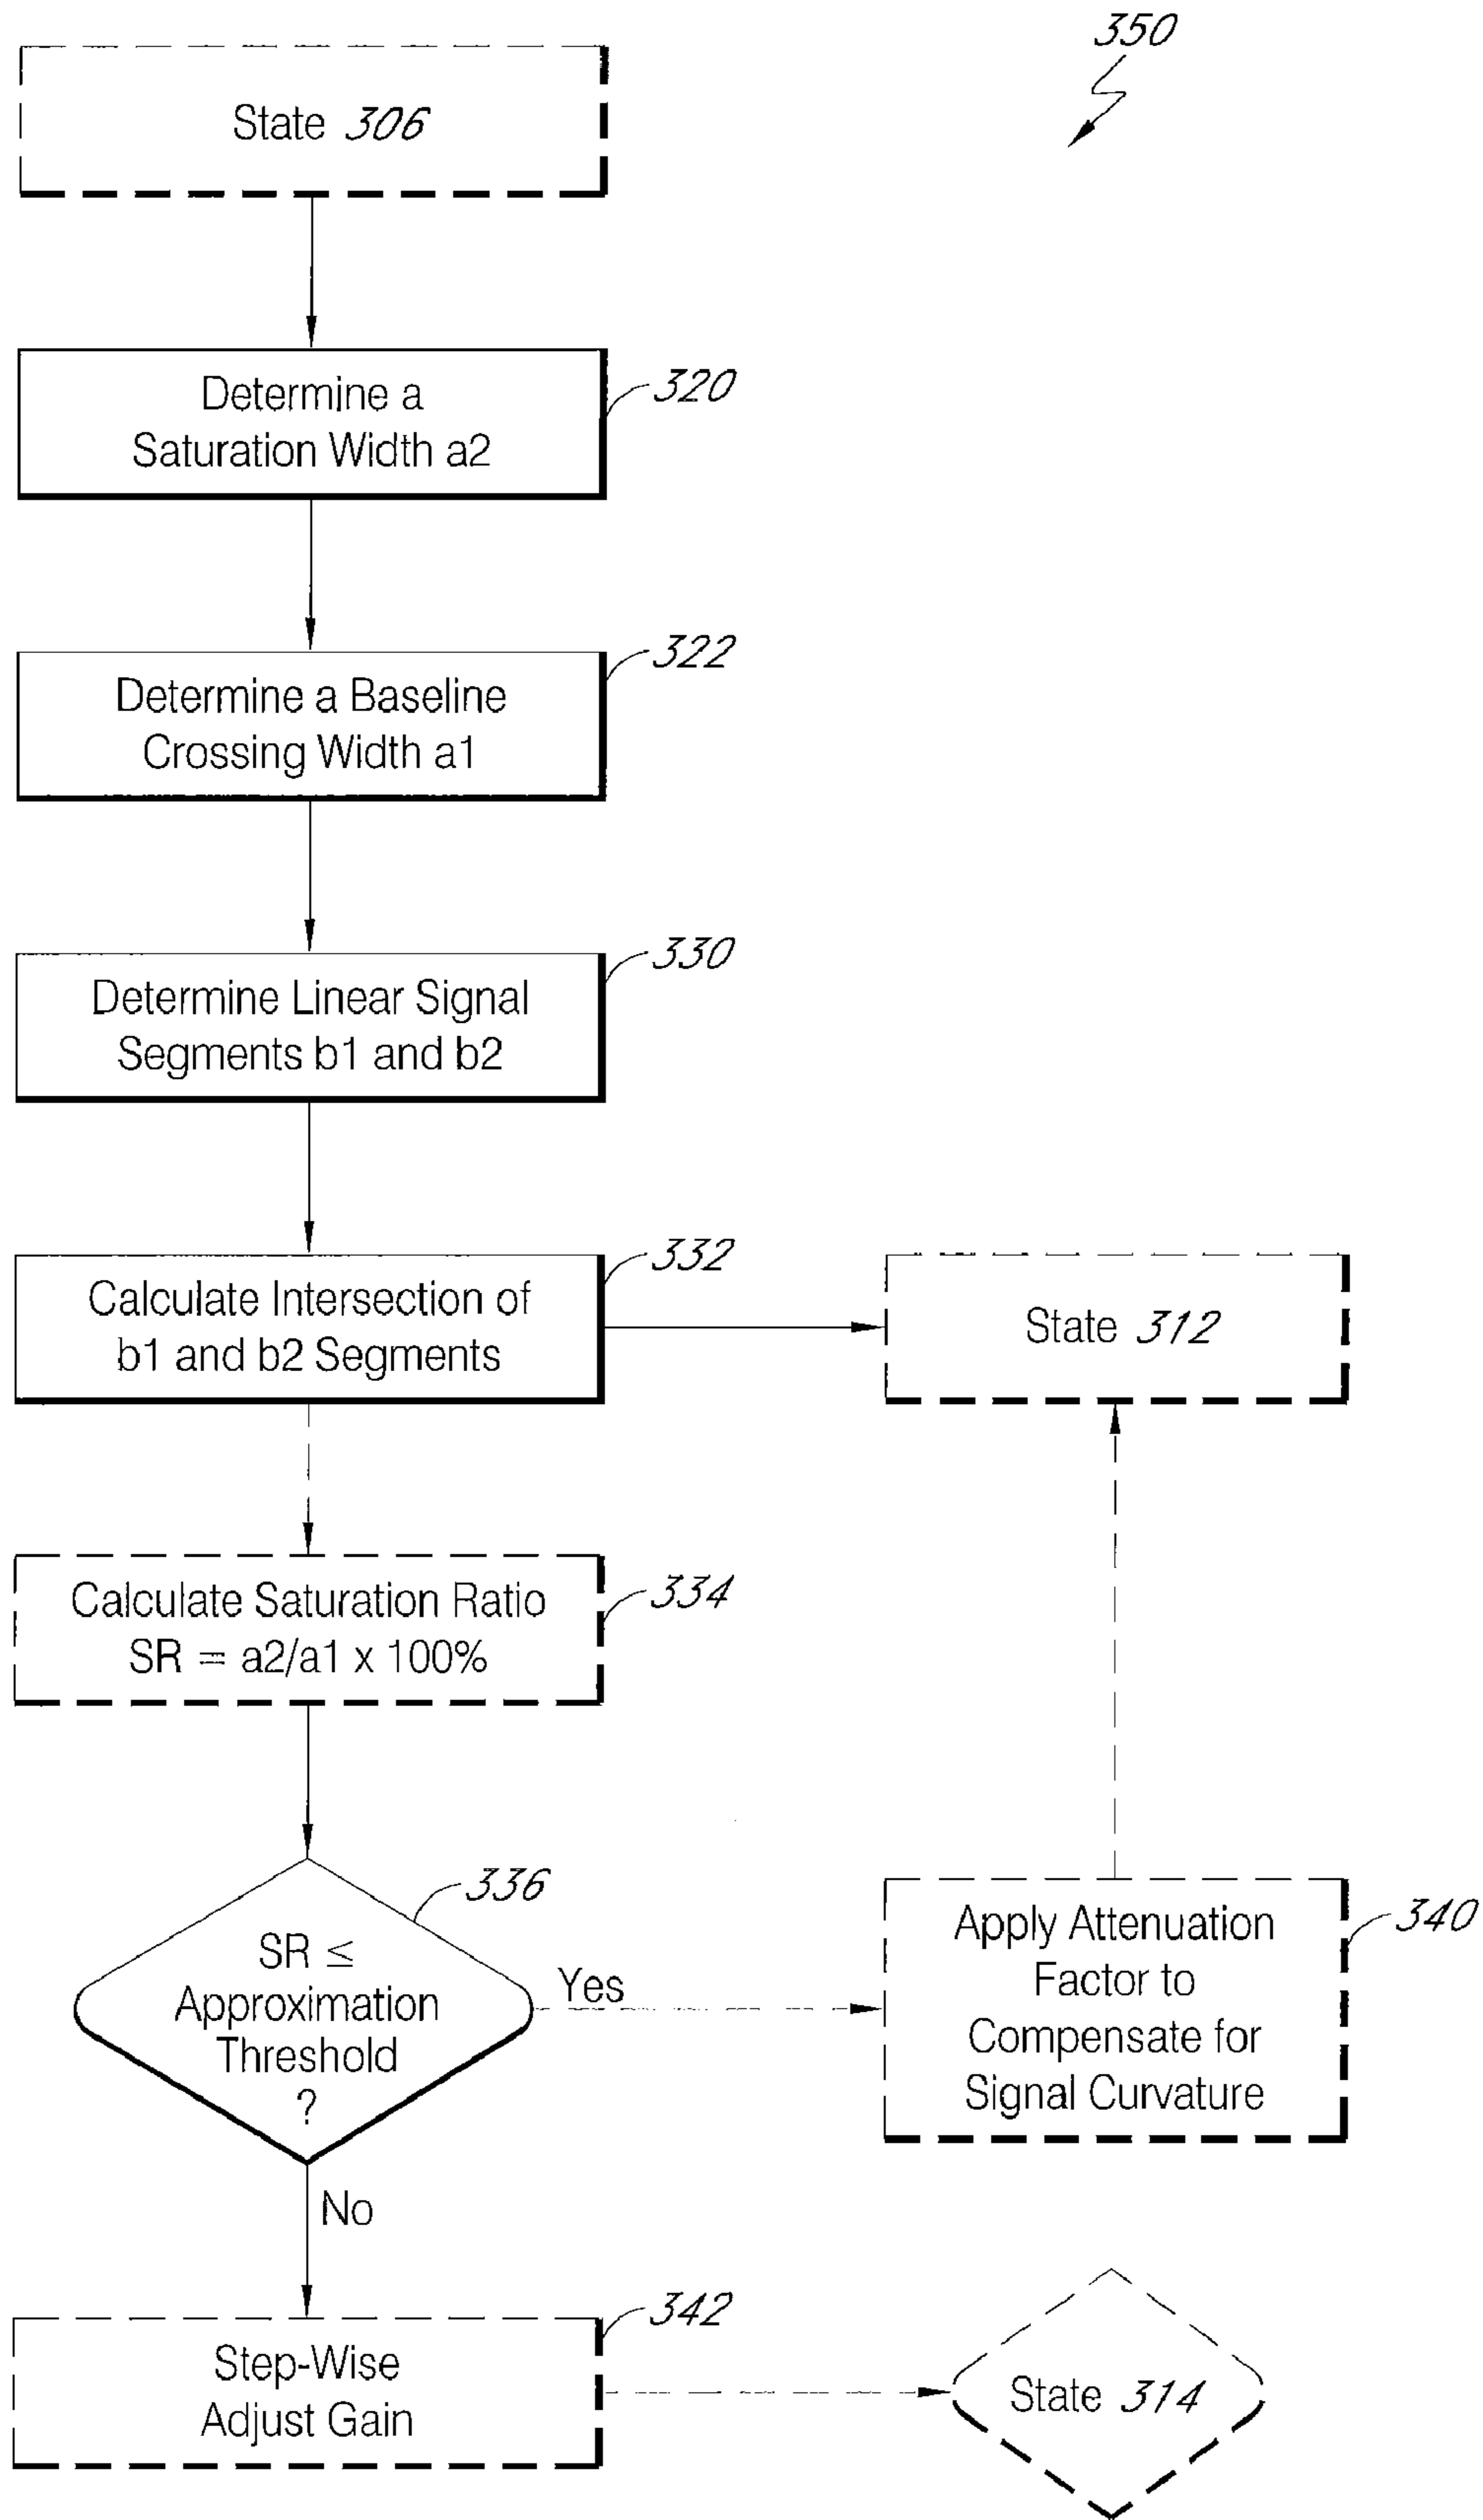 350
State 306
Determine a
Saturation Width a2
320
Determine a Baseline
Crossing Width a1
322
Determine Linear Signal
Segments b1 and b2
330
Calculate Intersection of
b1 and b2 Segments
332
State 312
Calculate Saturation Ratio
SR = a2/a1 x 100%
334
336
SR ≤
Approximation
Threshold
?
Yes
Apply Attenuation
Factor to
Compensate for
Signal Curvature
340
No
Step-Wise
Adjust Gain
342
State 314